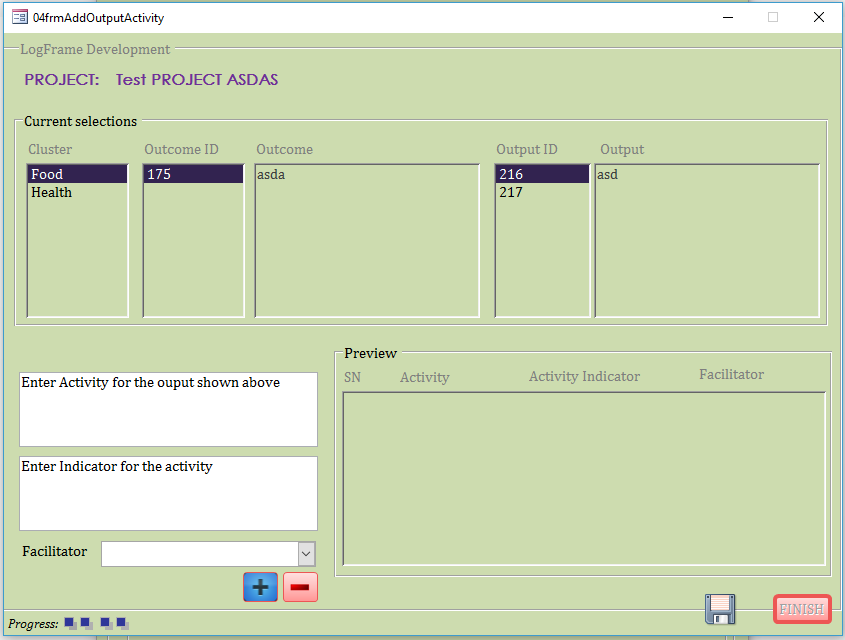 04frmAddOutputActivity
LogFrame Development
PROJECT: Test PROJECT ASDAS
Current selections
Cluster Outcome ID Outcome Output ID Output
Food 175 asda 216 asd
Health 217
Preview
SN Activity Activity Indicator Facilitator
Enter Activity for the ouput shown above
Enter Indicator for the activity
Facilitator
FINISH
Progress: